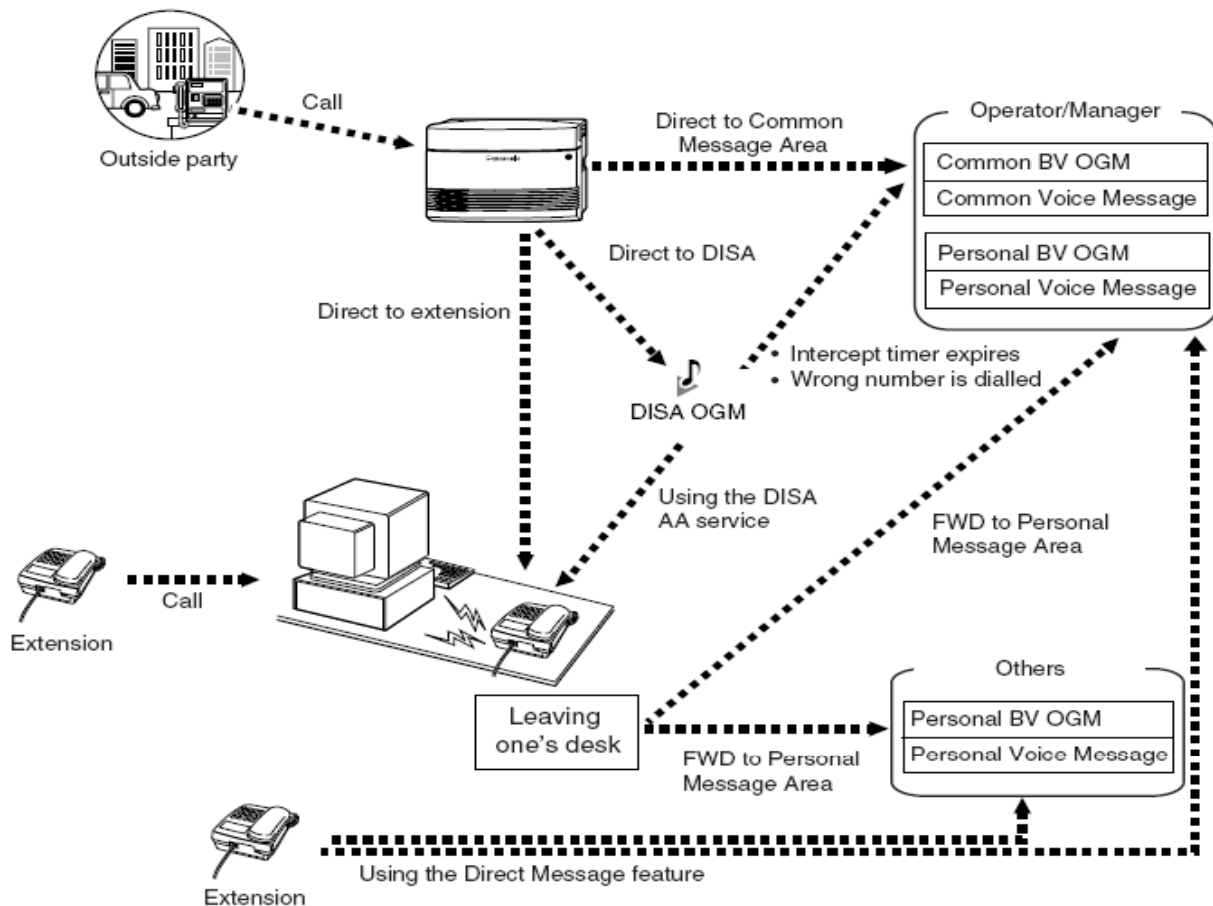 Outside party
Call
Direct to Common
Message Area
Operator/Manager
Common BV OGM
Common Voice Message
Personal BV OGM
Personal Voice Message
Direct to DISA
Direct to extension
• Intercept timer expires
• Wrong number is dialled
DISA OGM
Using the DISA
AA service
FWD to Personal
Message Area
Call
Extension
Leaving
one's desk
FWD to Personal
Message Area
Others
Personal BV OGM
Personal Voice Message
Using the Direct Message feature
Extension